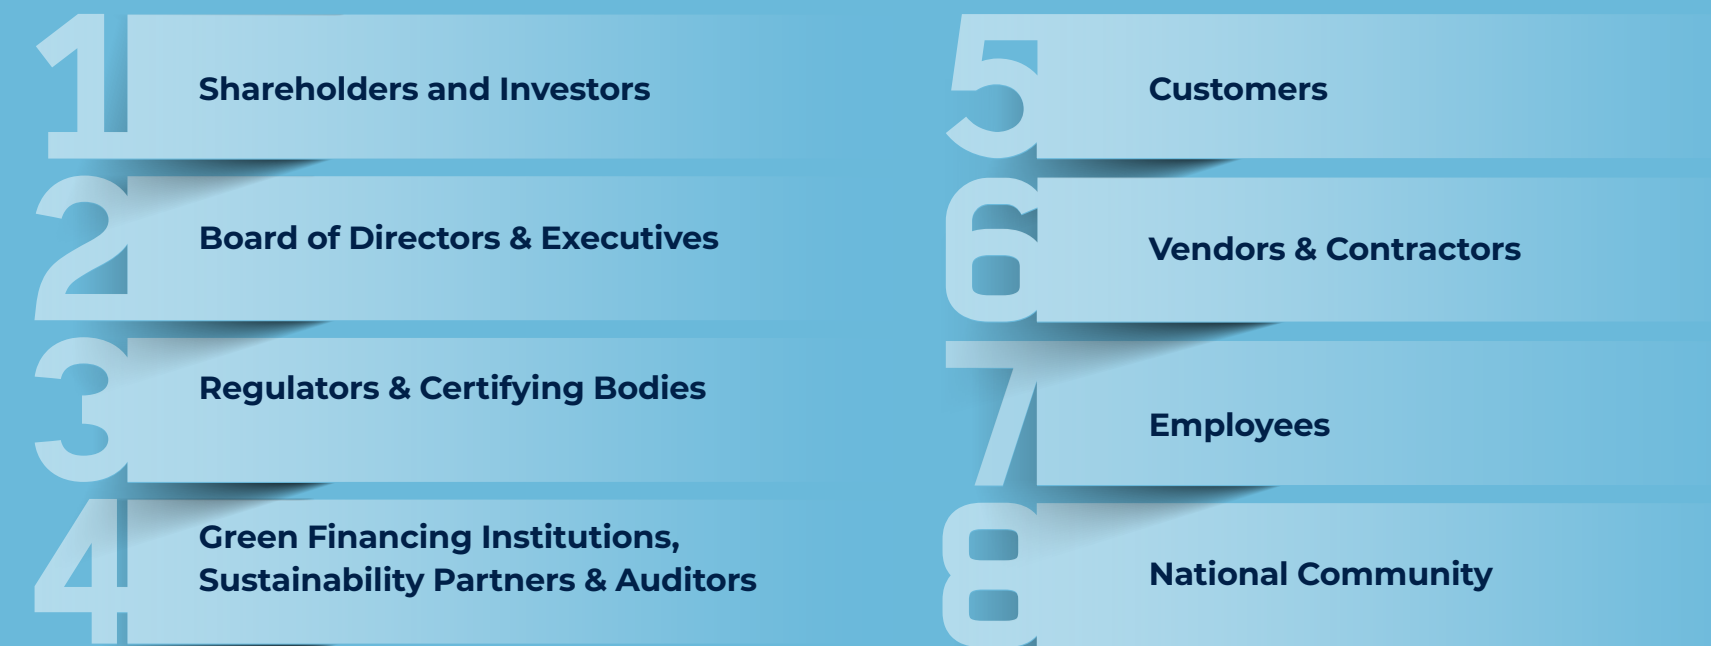 1
Shareholders and Investors
2
Board of Directors & Executives
3
Regulators & Certifying Bodies
4
Green Financing Institutions,
Sustainability Partners & Auditors
5
Customers
6
Vendors & Contractors
7
Employees
8
National Community